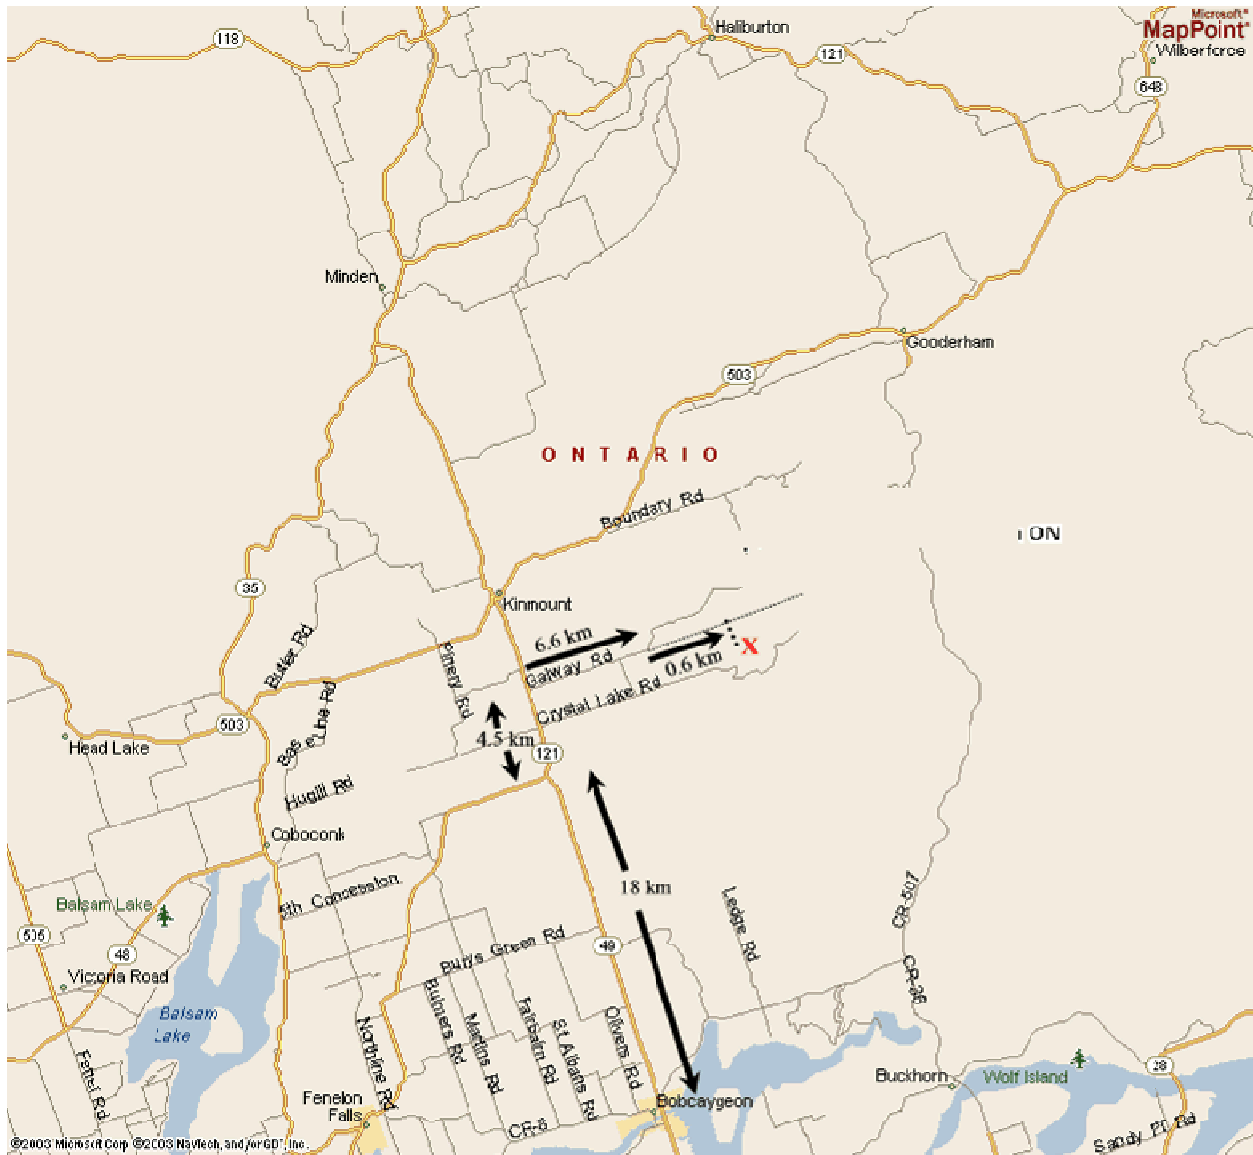 Microsoft®
MapPoint®
Haliburton
118
121
Wilberforce
648
Minden
Gooderham
503
ONTARIO
Boundary Rd
ION
35
Kinmount
6.6 km
Butler Rd
Pinery Rd
Galway Rd
0.6 km
X
Crystal Lake Rd
Base Line Rd
503
Head Lake
4.5 km
121
Hugill Rd
Coboconk
18 km
5th Concession
Ledge Rd
CR-507
Balsam Lake
505
48
Burys Green Rd
49
CR-36
Victoria Road
Balsam
Lake
Bulmers Rd
Martins Rd
Fairbairn Rd
St Albans Rd
Olivers Rd
Northline Rd
Fennel Rd
Buckhorn
Wolf Island
28
Fenelon
Falls
Bobcaygeon
CR-8
Sandy Pt Rd
©2003 Microsoft Corp ©2003 NavTech, and/or GDT, Inc.